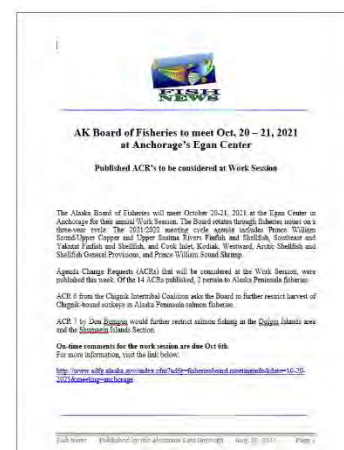 FISH
NEWS
AK Board of Fisheries to meet Oct. 20 – 21, 2021
at Anchorage's Egan Center
Published ACR's to be considered at Work Session
The Alaska Board of Fisheries will meet October 20-21, 2021 at the Egan Center in
Anchorage for their annual Work Session. The Board rotates through fisheries issues on a
three-year cycle. The 2021/2022 meeting cycle agenda includes Prince William
Sound/Upper Copper and Upper Susitna Rivers Finfish and Shellfish, Southeast and
Yakutat Finfish and Shellfish, and Cook Inlet, Kodiak, Westward, Arctic Shellfish and
Shellfish General Provisions, and Prince William Sound Shrimp.
Agenda Change Requests (ACRs) that will be considered at the Work Session, were
published this week. Of the 14 ACRs published, 2 pertain to Alaska Peninsula fisheries.
ACR 6 from the Chignik Intertribal Coalition asks the Board to further restrict harvest of
Chignik-bound sockeye in Alaska Peninsula salmon fisheries.
ACR 7 by Don Bumpus would further restrict salmon fishing in the Dolgoi Islands area
and the Shumagin Islands Section.
On-time comments for the work session are due Oct 6th.
For more information, visit the link below:
http://www.adfg.alaska.gov/index.cfm?adfg=fisheriesboard.meetinginfo&date=10-20-
2021&meeting=anchorage
Fish News Published by the Aleutians East Borough Aug. 20, 2021 Page 1